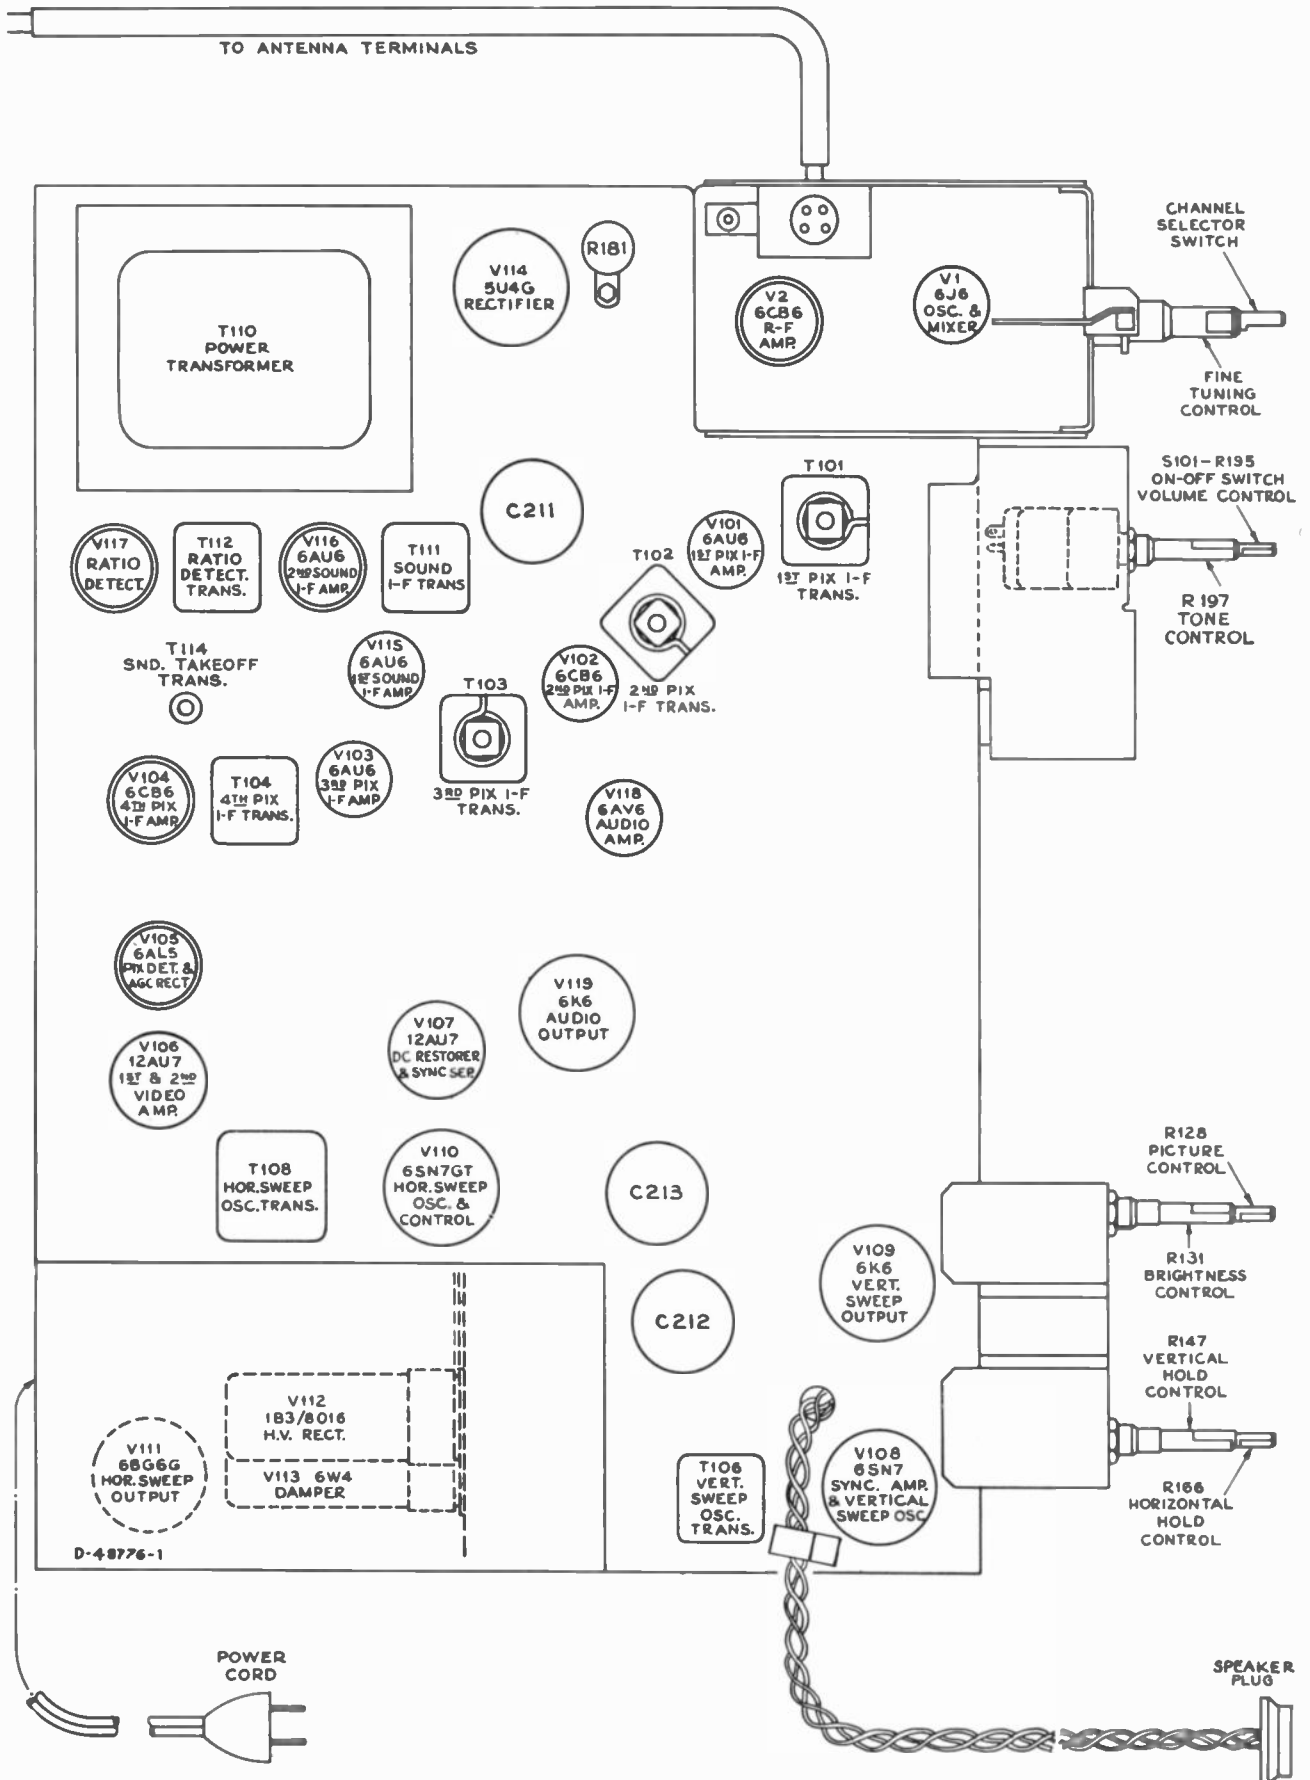 TO ANTENNA TERMINALS
CHANNEL
SELECTOR
SWITCH
T110
POWER
TRANSFORMER
V114
5U4G
RECTIFIER
R181
V2
6CB6
R-F
AMP.
V1
6J6
OSC. &
MIXER
FINE
TUNING
CONTROL
S101-R195
ON-OFF SWITCH
VOLUME CONTROL
R197
TONE
CONTROL
C211
T101
1ST PIX I-F
TRANS.
V101
6AU6
1ST PIX I-F
AMP.
T102
2ND PIX
I-F TRANS.
V117
RATIO
DETECT.
T112
RATIO
DETECT.
TRANS.
V116
6AU6
2ND SOUND
I-F AMP.
T111
SOUND
I-F TRANS
T114
SND. TAKEOFF
TRANS.
V115
6AU6
1ST SOUND
I-F AMP.
T103
3RD PIX I-F
TRANS.
V102
6CB6
2ND PIX I-F
AMP.
V104
6CB6
4TH PIX
I-F AMP.
T104
4TH PIX
I-F TRANS.
V103
6AU6
3RD PIX
I-F AMP.
V118
6AV6
AUDIO
AMP.
V105
6AL5
PIX DET. &
AGC RECT.
V106
12AU7
1ST & 2ND
VIDEO
AMP.
V107
12AU7
DC RESTORER
& SYNC SEP.
V119
6K6
AUDIO
OUTPUT
T108
HOR. SWEEP
OSC. TRANS.
V110
6SN7GT
HOR. SWEEP
OSC. &
CONTROL
C213
C212
V109
6K6
VERT.
SWEEP
OUTPUT
R128
PICTURE
CONTROL
R131
BRIGHTNESS
CONTROL
R147
VERTICAL
HOLD
CONTROL
R166
HORIZONTAL
HOLD
CONTROL
V111
6BG6G
HOR. SWEEP
OUTPUT
V112
1B3/8016
H.V. RECT.
V113 6W4
DAMPER
T106
VERT.
SWEEP
OSC.
TRANS.
V108
6SN7
SYNC. AMP.
& VERTICAL
SWEEP OSC.
D-48776-1
POWER
CORD
SPEAKER
PLUG